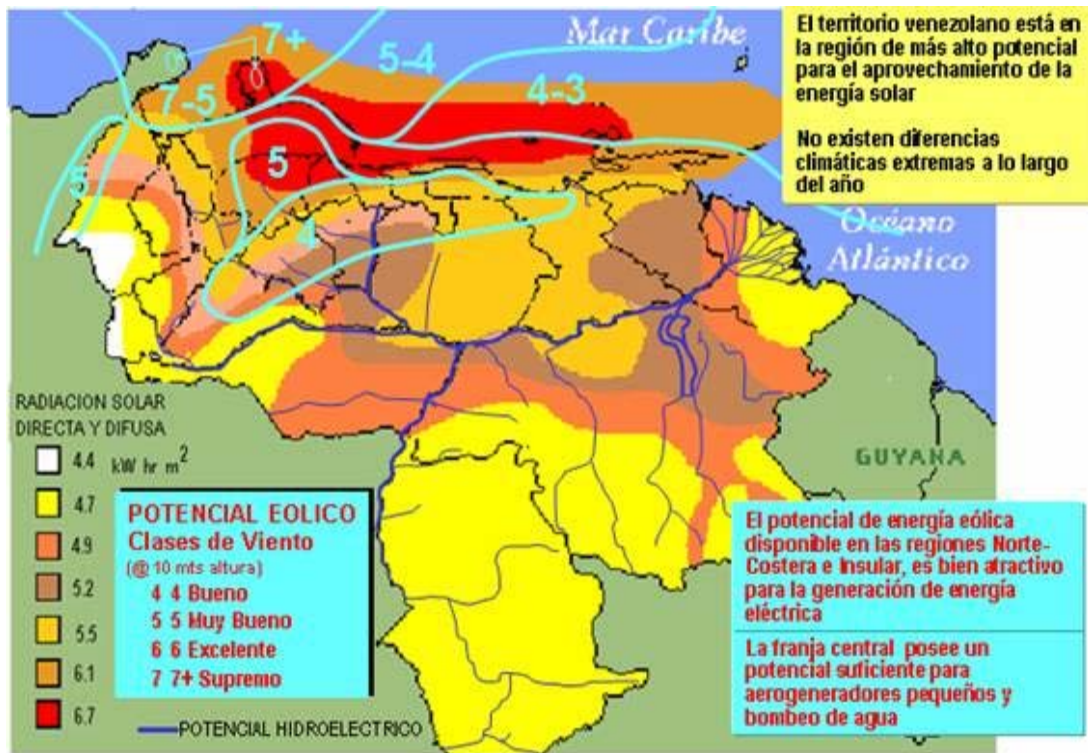 El territorio venezolano está en
la región de más alto potencial
para el aprovechamiento de la
energía solar
No existen diferencias
climáticas extremas a lo largo
del año
Mar Caribe
7+
5-4
4-3
7-5
5
4
Océano
Atlántico
GUYANA
RADIACION SOLAR
DIRECTA Y DIFUSA
4.4 kW hr m²
4.7
4.9
5.2
5.5
6.1
6.7
POTENCIAL EOLICO
Clases de Viento
(@ 10 mts altura)
4 4 Bueno
5 5 Muy Bueno
6 6 Excelente
7 7+ Supremo
POTENCIAL HIDROELECTRICO
El potencial de energía eólica
disponible en las regiones Norte-
Costera e Insular, es bien atractivo
para la generación de energía
eléctrica
La franja central posee un
potencial suficiente para
aerogeneradores pequeños y
bombeo de agua